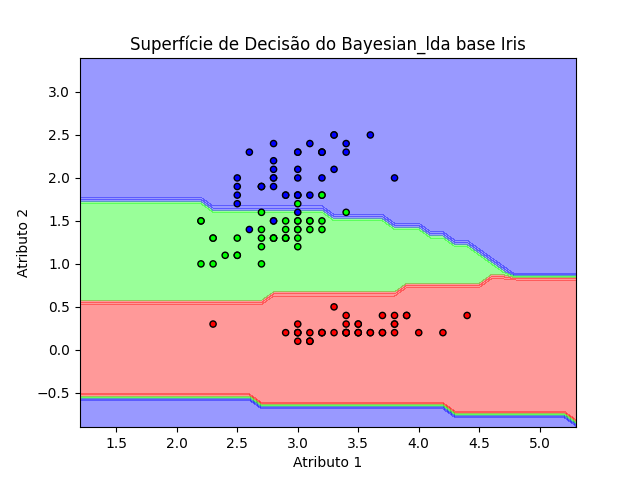 Superfície de Decisão do Bayesian_lda base Iris
Atributo 2
3.0
2.5
2.0
1.5
1.0
0.5
0.0
−0.5
1.5 2.0 2.5 3.0 3.5 4.0 4.5 5.0
Atributo 1